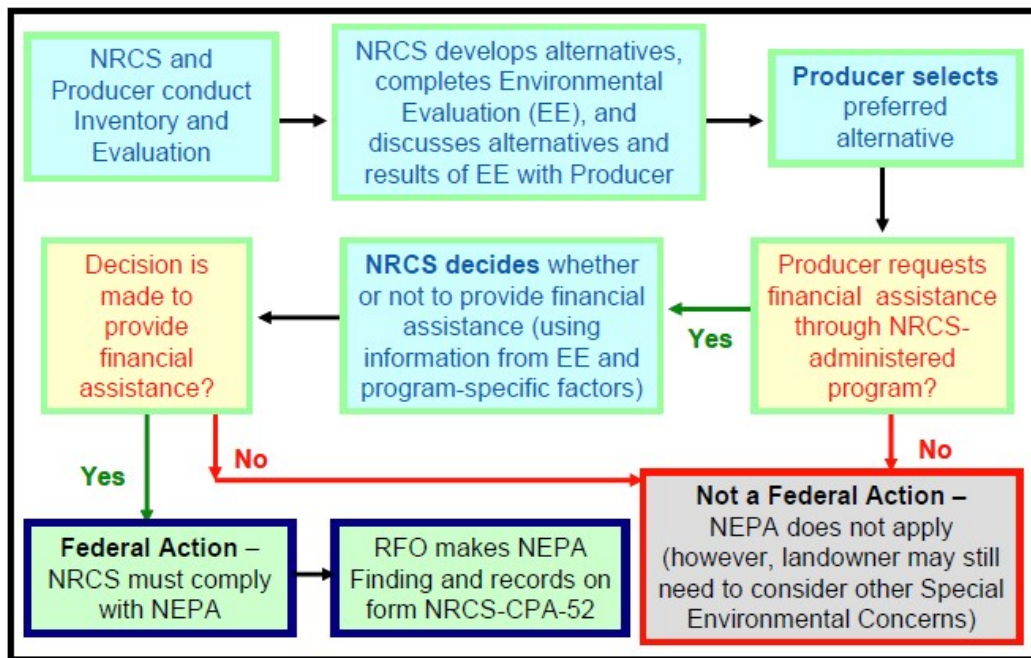 NRCS and
Producer conduct
Inventory and
Evaluation
NRCS develops alternatives,
completes Environmental
Evaluation (EE), and
discusses alternatives and
results of EE with Producer
Producer selects
preferred
alternative
Producer requests
financial assistance
through NRCS-
administered
program?
Yes
NRCS decides whether
or not to provide financial
assistance (using
information from EE and
program-specific factors)
Decision is
made to
provide
financial
assistance?
Yes
No
No
Federal Action –
NRCS must comply
with NEPA
RFO makes NEPA
Finding and records on
form NRCS-CPA-52
Not a Federal Action –
NEPA does not apply
(however, landowner may still
need to consider other Special
Environmental Concerns)